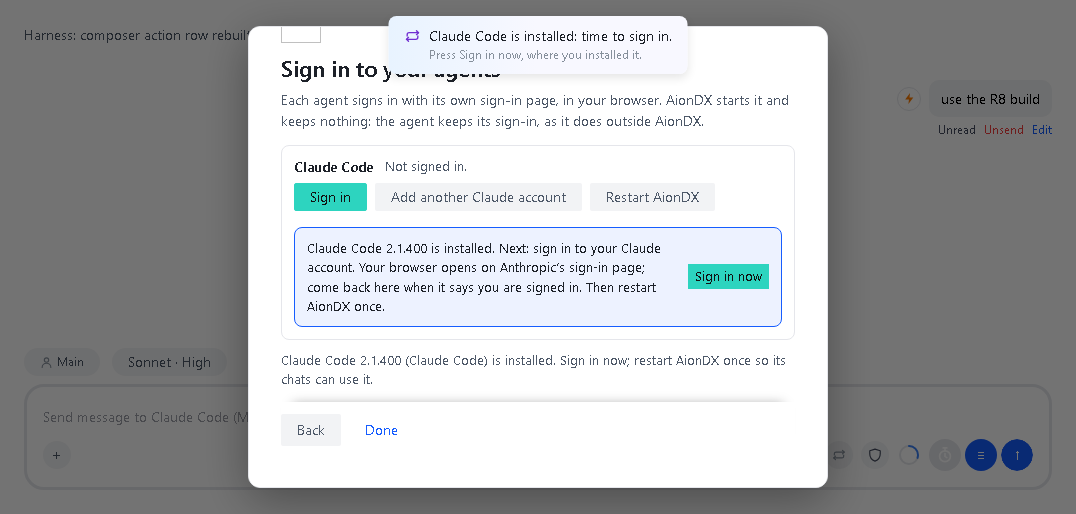 Harness: composer action row rebuil
Claude Code is installed: time to sign in.
Press Sign in now, where you installed it.
Sign in to your agents
Each agent signs in with its own sign-in page, in your browser. AionDX starts it and
keeps nothing: the agent keeps its sign-in, as it does outside AionDX.
use the R8 build
Unread Unsend Edit
Claude Code Not signed in.
Sign in Add another Claude account Restart AionDX
Claude Code 2.1.400 is installed. Next: sign in to your Claude
account. Your browser opens on Anthropic's sign-in page;
come back here when it says you are signed in. Then restart
AionDX once.
Sign in now
Claude Code 2.1.400 (Claude Code) is installed. Sign in now; restart AionDX once so its
chats can use it.
Main Sonnet · High
Send message to Claude Code (M
Back Done